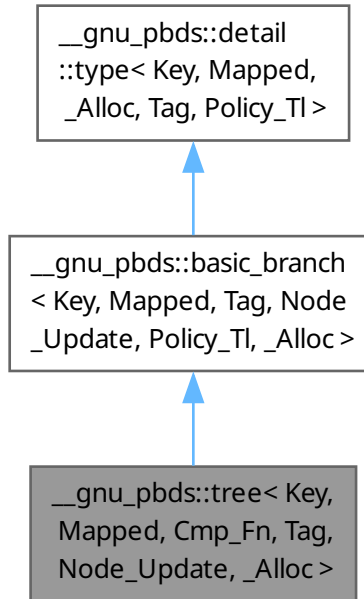 __gnu_pbds::detail
::type< Key, Mapped,
_Alloc, Tag, Policy_Tl >
__gnu_pbds::basic_branch
< Key, Mapped, Tag, Node
_Update, Policy_Tl, _Alloc >
__gnu_pbds::tree< Key,
Mapped, Cmp_Fn, Tag,
Node_Update, _Alloc >